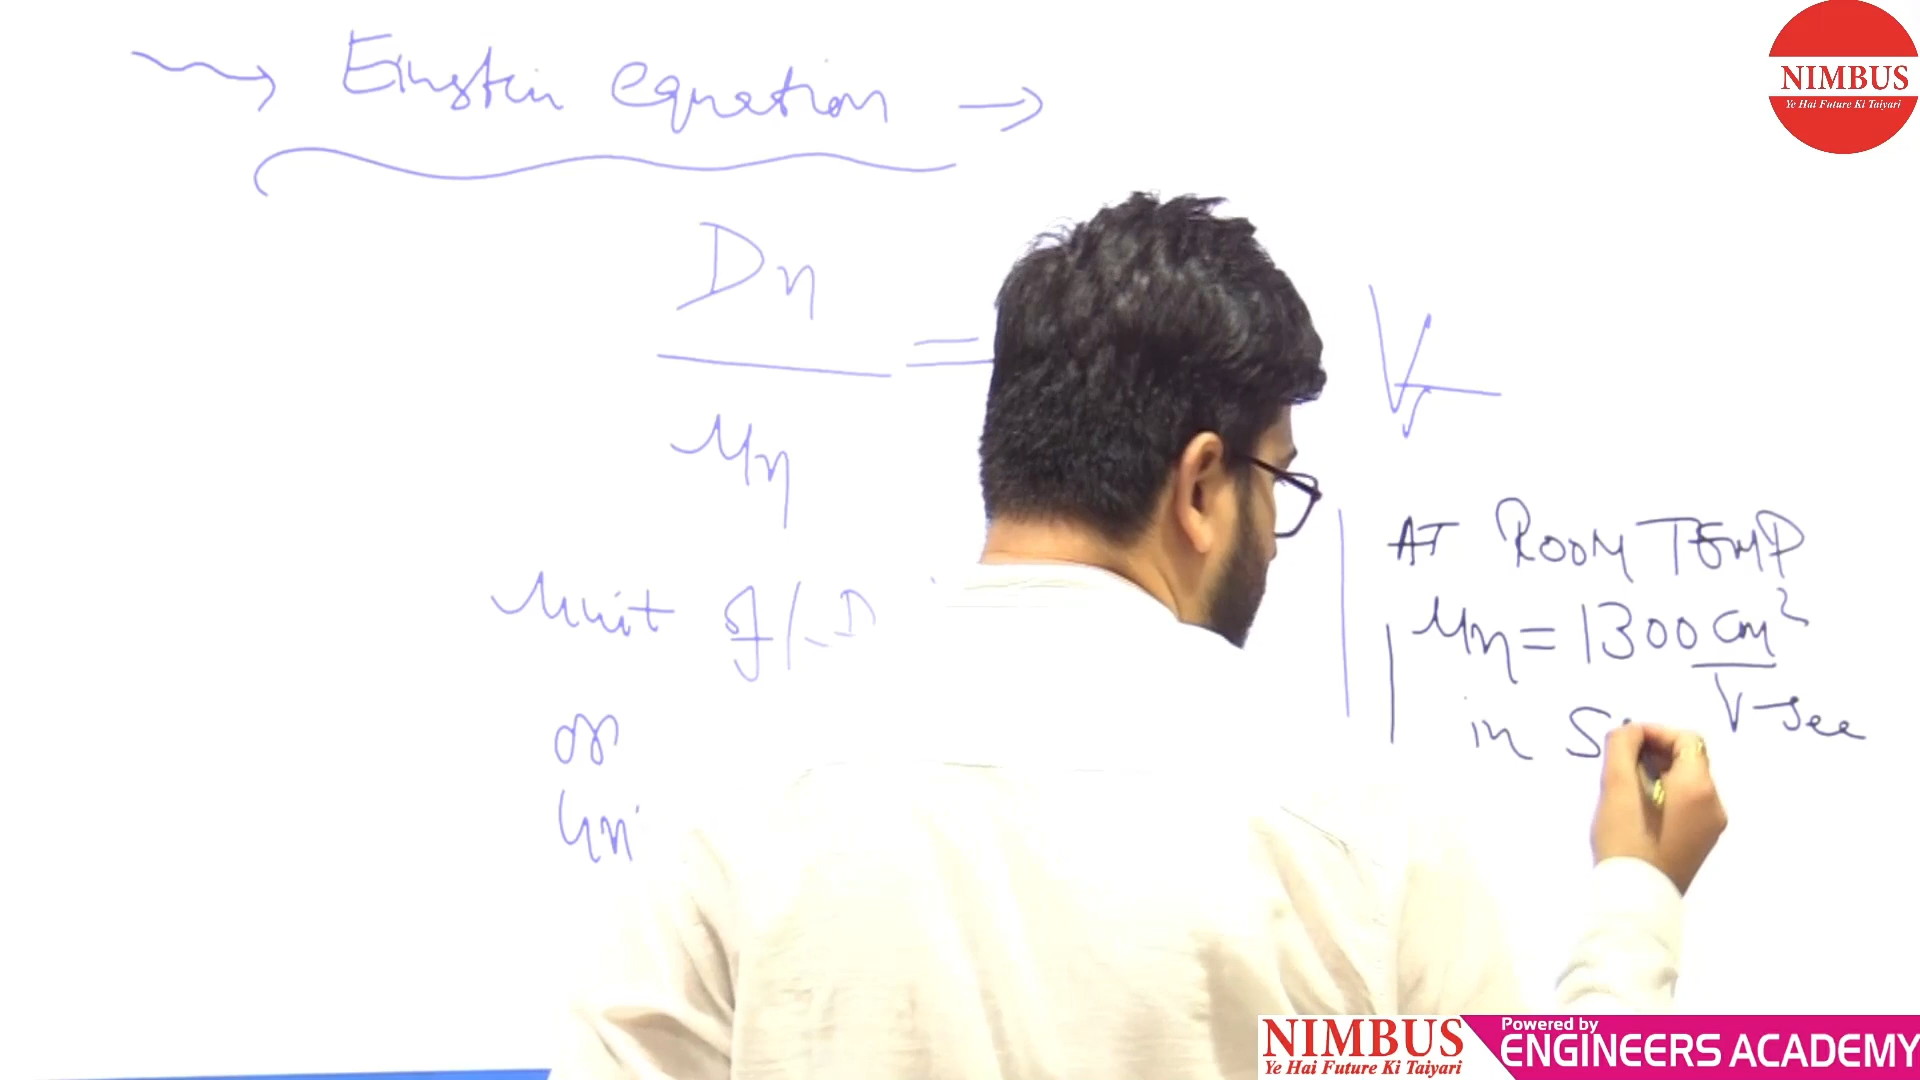 Einstein equation →
NIMBUS
Ye Hai Future Ki Taiyari
Dn
=
μn
V_T
Unit of
or
AT ROOM TEMP
μn = 1300 cm²
V-sec
in S
NIMBUS
Ye Hai Future Ki Taiyari
Powered by
ENGINEERS ACADEMY